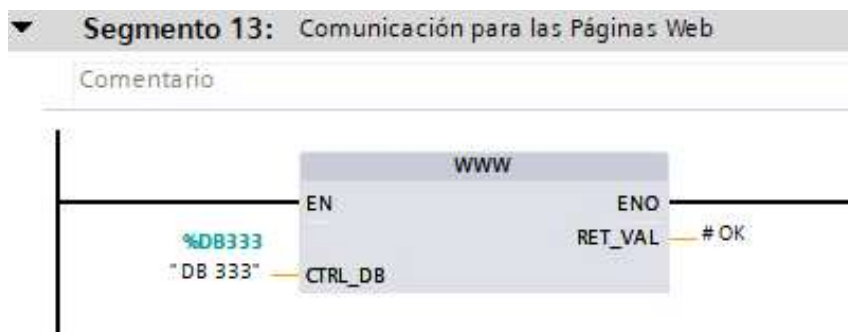 Segmento 13: Comunicación para las Páginas Web
Comentario
WWW
EN ENO
%DB333 RET_VAL #OK
"DB 333" CTRL_DB